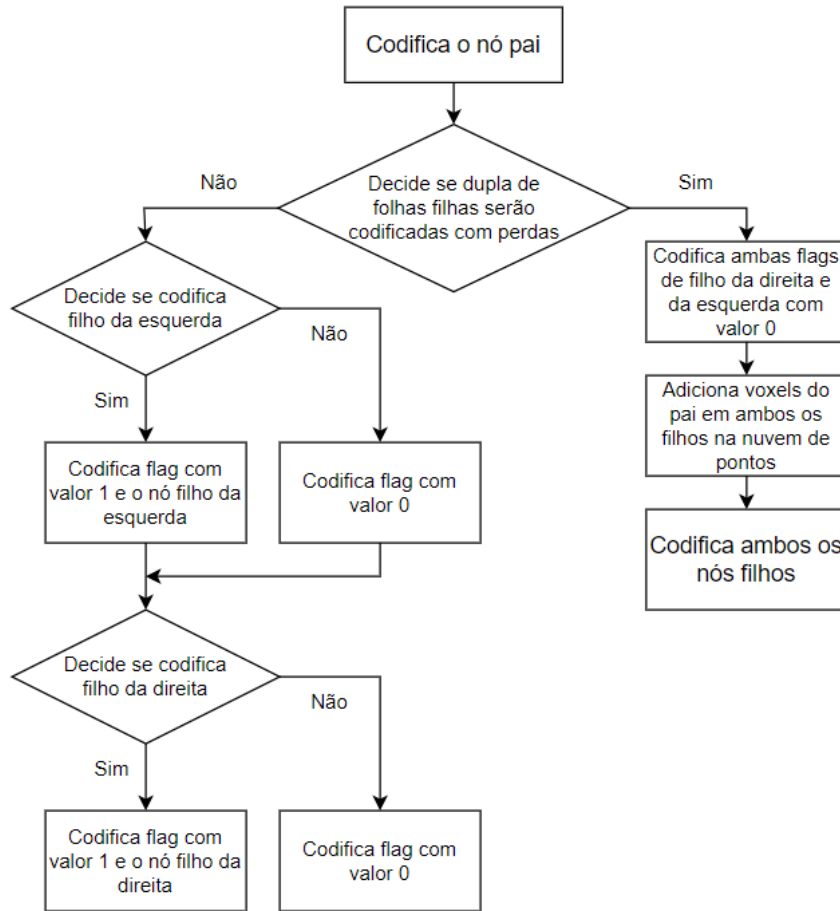 Codifica o nó pai
Não
Decide se dupla de
folhas filhas serão
codificadas com perdas
Sim
Decide se codifica
filho da esquerda
Não
Sim
Codifica flag com
valor 1 e o nó filho da
esquerda
Codifica flag com
valor 0
Decide se codifica
filho da direita
Não
Sim
Codifica flag com
valor 1 e o nó filho da
direita
Codifica flag com
valor 0
Codifica ambas flags
de filho da direita e
da esquerda com
valor 0
Adiciona voxels do
pai em ambos os
filhos na nuvem de
pontos
Codifica ambos os
nós filhos